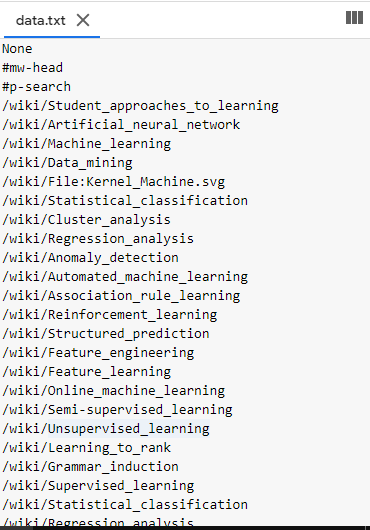 data.txt
None
#mw-head
#p-search
/wiki/Student_approaches_to_learning
/wiki/Artificial_neural_network
/wiki/Machine_learning
/wiki/Data_mining
/wiki/File:Kernel_Machine.svg
/wiki/Statistical_classification
/wiki/Cluster_analysis
/wiki/Regression_analysis
/wiki/Anomaly_detection
/wiki/Automated_machine_learning
/wiki/Association_rule_learning
/wiki/Reinforcement_learning
/wiki/Structured_prediction
/wiki/Feature_engineering
/wiki/Feature_learning
/wiki/Online_machine_learning
/wiki/Semi-supervised_learning
/wiki/Unsupervised_learning
/wiki/Learning_to_rank
/wiki/Grammar_induction
/wiki/Supervised_learning
/wiki/Statistical_classification
/wiki/Regression_analysis